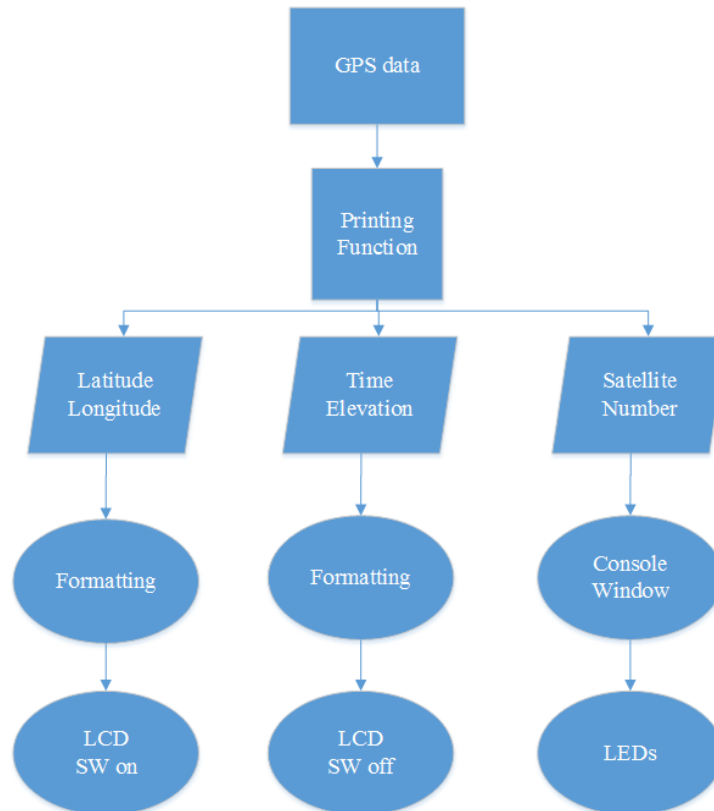 GPS data
Printing
Function
Latitude
Longitude
Time
Elevation
Satellite
Number
Formatting
Formatting
Console
Window
LCD
SW on
LCD
SW off
LEDs